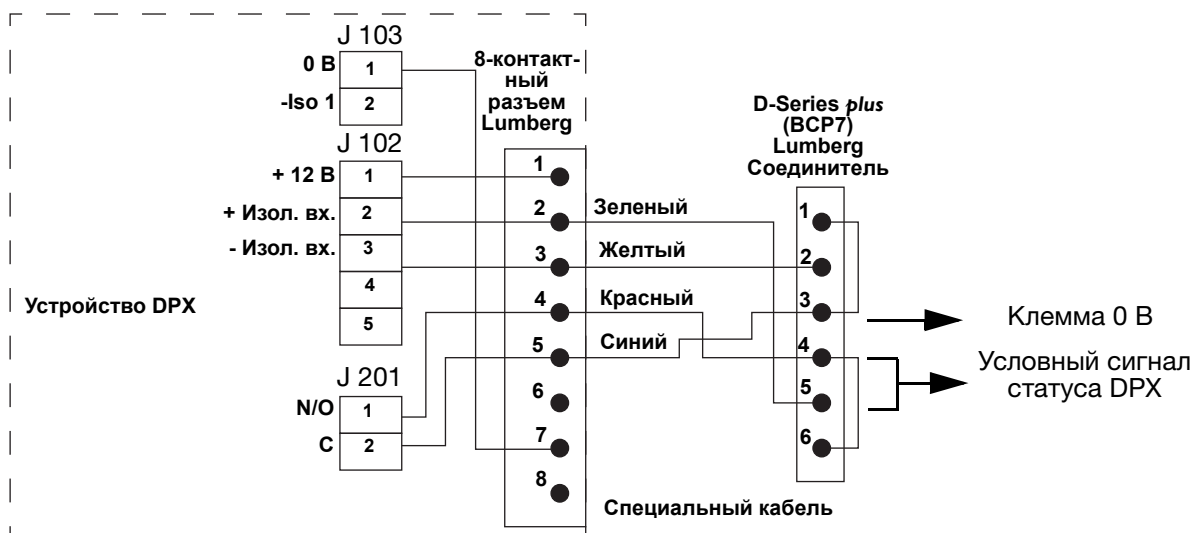 J 103
0 В
1
-Iso 1
2
J 102
+ 12 В
1
+ Изол. вх.
2
- Изол. вх.
3
4
5
Устройство DPX
J 201
N/O
1
C
2
8-контакт-
ный
разъем
Lumberg
1
2
3
4
5
6
7
8
Зеленый
Желтый
Красный
Синий
Специальный кабель
D-Series plus
(BCP7)
Lumberg
Соединитель
1
2
3
4
5
6
Клемма 0 В
Условный сигнал
статуса DPX